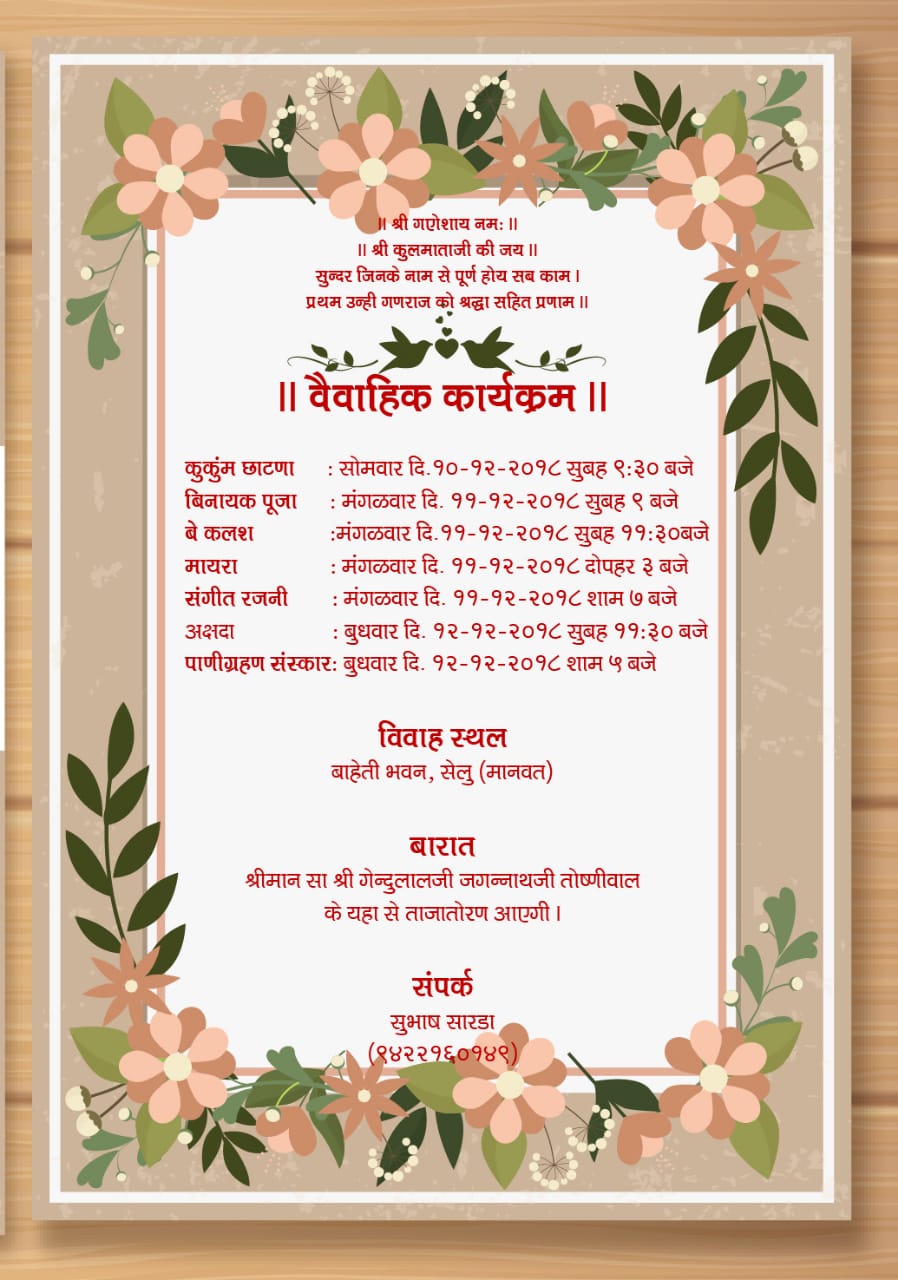 ॥ श्री गणेशाय नम: ॥
॥ श्री कुलमाताजी की जय ॥
सुन्दर जिनके नाम से पूर्ण होय सब काम ।
प्रथम उन्ही गणराज को श्रद्धा सहित प्रणाम ॥
॥ वैवाहिक कार्यक्रम ॥
कुकुंम छाटणा : सोमवार दि.१०-१२-२०१८ सुबह ९:३० बजे
बिनायक पूजा : मंगळवार दि. ११-१२-२०१८ सुबह ९ बजे
बे कलश :मंगळवार दि.११-१२-२०१८ सुबह ११:३०बजे
मायरा : मंगळवार दि. ११-१२-२०१८ दोपहर ३ बजे
संगीत रजनी : मंगळवार दि. ११-१२-२०१८ शाम ७ बजे
अक्षदा : बुधवार दि. १२-१२-२०१८ सुबह ११:३० बजे
पाणीग्रहण संस्कार: बुधवार दि. १२-१२-२०१८ शाम ५ बजे
विवाह स्थल
बाहेती भवन, सेलु (मानवत)
बारात
श्रीमान सा श्री गेन्दुलालजी जगन्नाथजी तोष्णीवाल
के यहा से ताजातोरण आएगी ।
संपर्क
सुभाष सारडा
(९४२२१६०१४९)